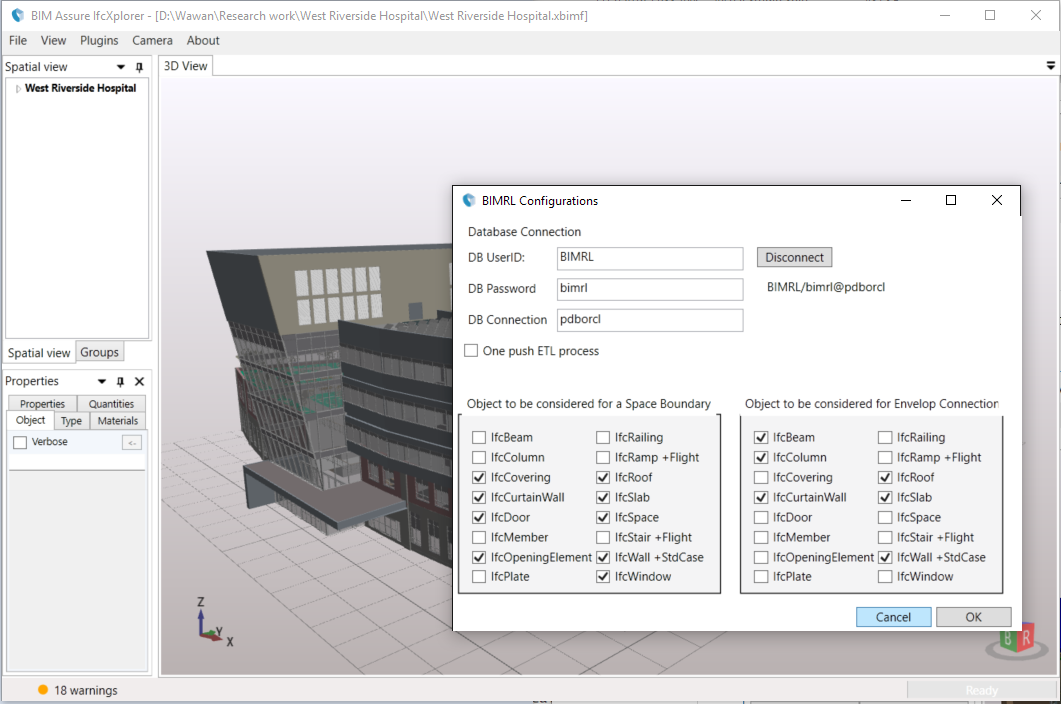 BIM Assure IfcXplorer - [D:\Wawan\Research work\West Riverside Hospital\West Riverside Hospital.xbimf]
File View Plugins Camera About
Spatial view
3D View
West Riverside Hospital
Spatial view Groups
Properties
Properties Quantities
Object Type Materials
Verbose <-
Z
Y
X
BIMRL Configurations
Database Connection
DB UserID: BIMRL Disconnect
DB Password bimrl BIMRL/bimrl@pdborcl
DB Connection pdborcl
One push ETL process
Object to be considered for a Space Boundary
IfcBeam IfcRailing
IfcColumn IfcRamp +Flight
IfcCovering IfcRoof
IfcCurtainWall IfcSlab
IfcDoor IfcSpace
IfcMember IfcStair +Flight
IfcOpeningElement IfcWall +StdCase
IfcPlate IfcWindow
Object to be considered for Envelop Connection
IfcBeam IfcRailing
IfcColumn IfcRamp +Flight
IfcCovering IfcRoof
IfcCurtainWall IfcSlab
IfcDoor IfcSpace
IfcMember IfcStair +Flight
IfcOpeningElement IfcWall +StdCase
IfcPlate IfcWindow
Cancel OK
B R
18 warnings
Ready